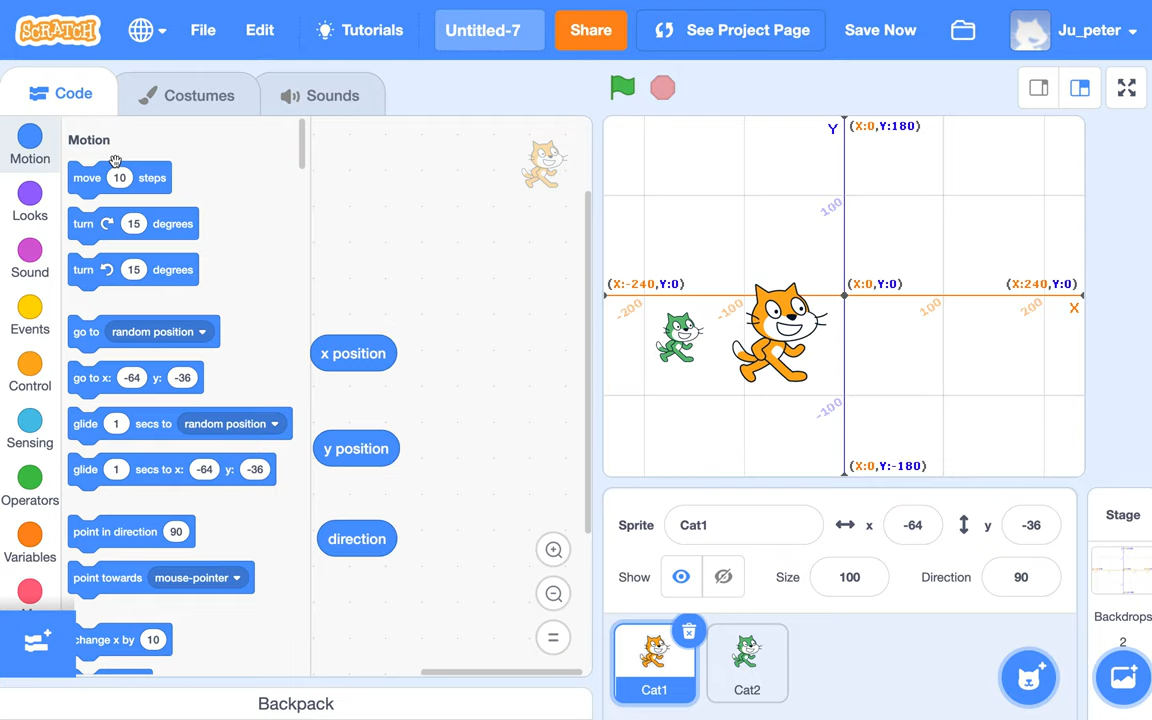 SCRATCH
File
Edit
Tutorials
Untitled-7
Share
See Project Page
Save Now
Ju_peter
Code
Costumes
Sounds
Motion
Looks
Sound
Events
Control
Sensing
Operators
Variables
Motion
move 10 steps
turn 15 degrees
turn 15 degrees
go to random position
go to x: -64 y: -36
glide 1 secs to random position
glide 1 secs to x: -64 y: -36
point in direction 90
point towards mouse-pointer
change x by 10
x position
y position
direction
Backpack
Y (X:0,Y:180)
100
(X:-240,Y:0)
(X:0,Y:0)
(X:240,Y:0)
-200
-100
100
200
X
-100
(X:0,Y:-180)
Sprite Cat1 x -64 y -36
Show Size 100 Direction 90
Cat1
Cat2
Stage
Backdrops
2